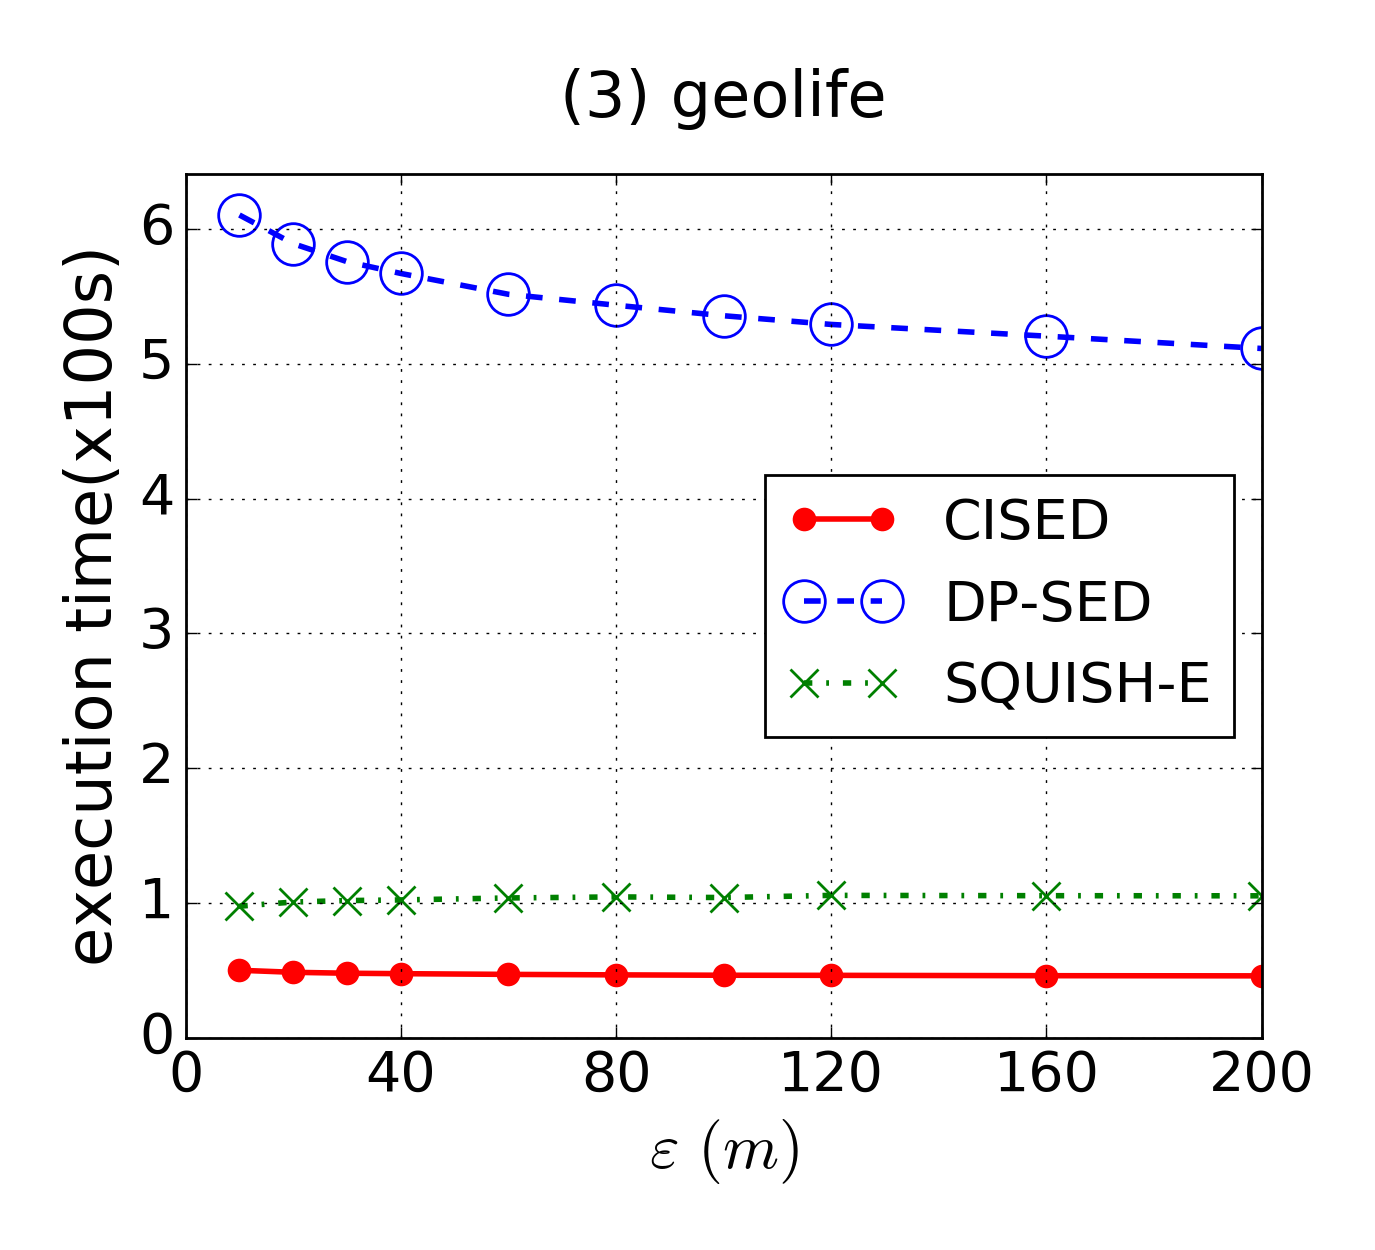 (3) geolife
execution time(x100s)
6
5
4
3
2
1
0
CISED
DP-SED
SQUISH-E
0 40 80 120 160 200
ε (m)